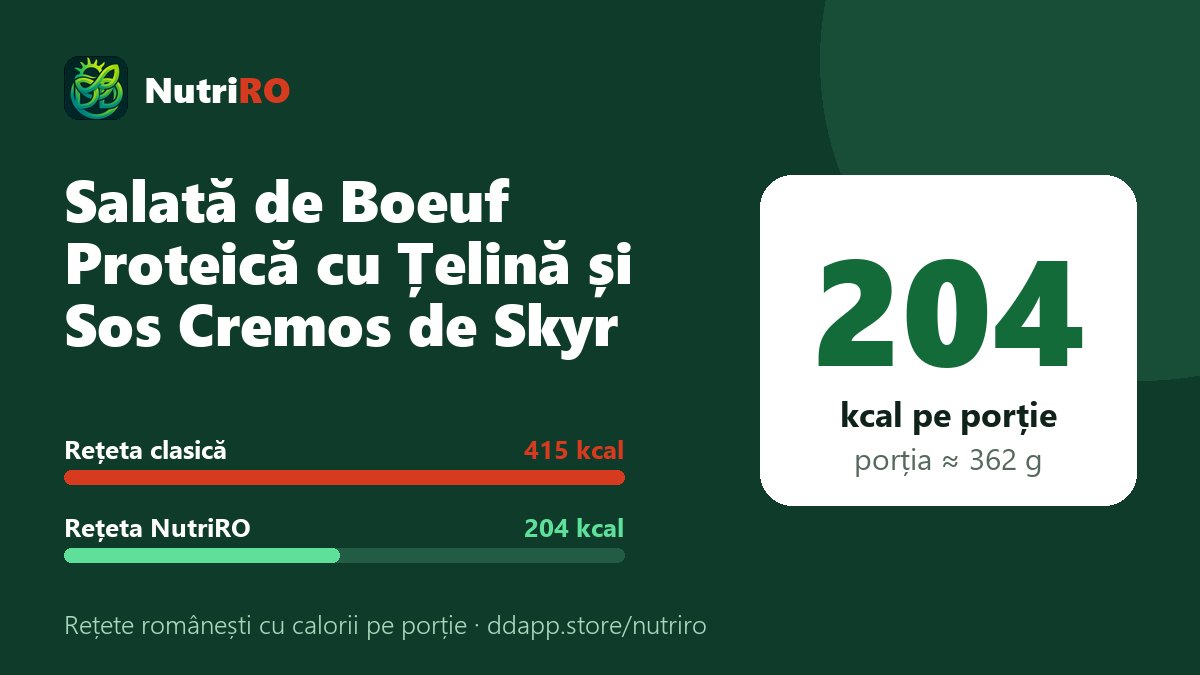 NutriRO
Salată de Boeuf
Proteică cu Țelină și
Sos Cremos de Skyr
Rețeta clasică 415 kcal
Rețeta NutriRO 204 kcal
204
kcal pe porție
porția ≈ 362 g
Rețete românești cu calorii pe porție · ddapp.store/nutriro